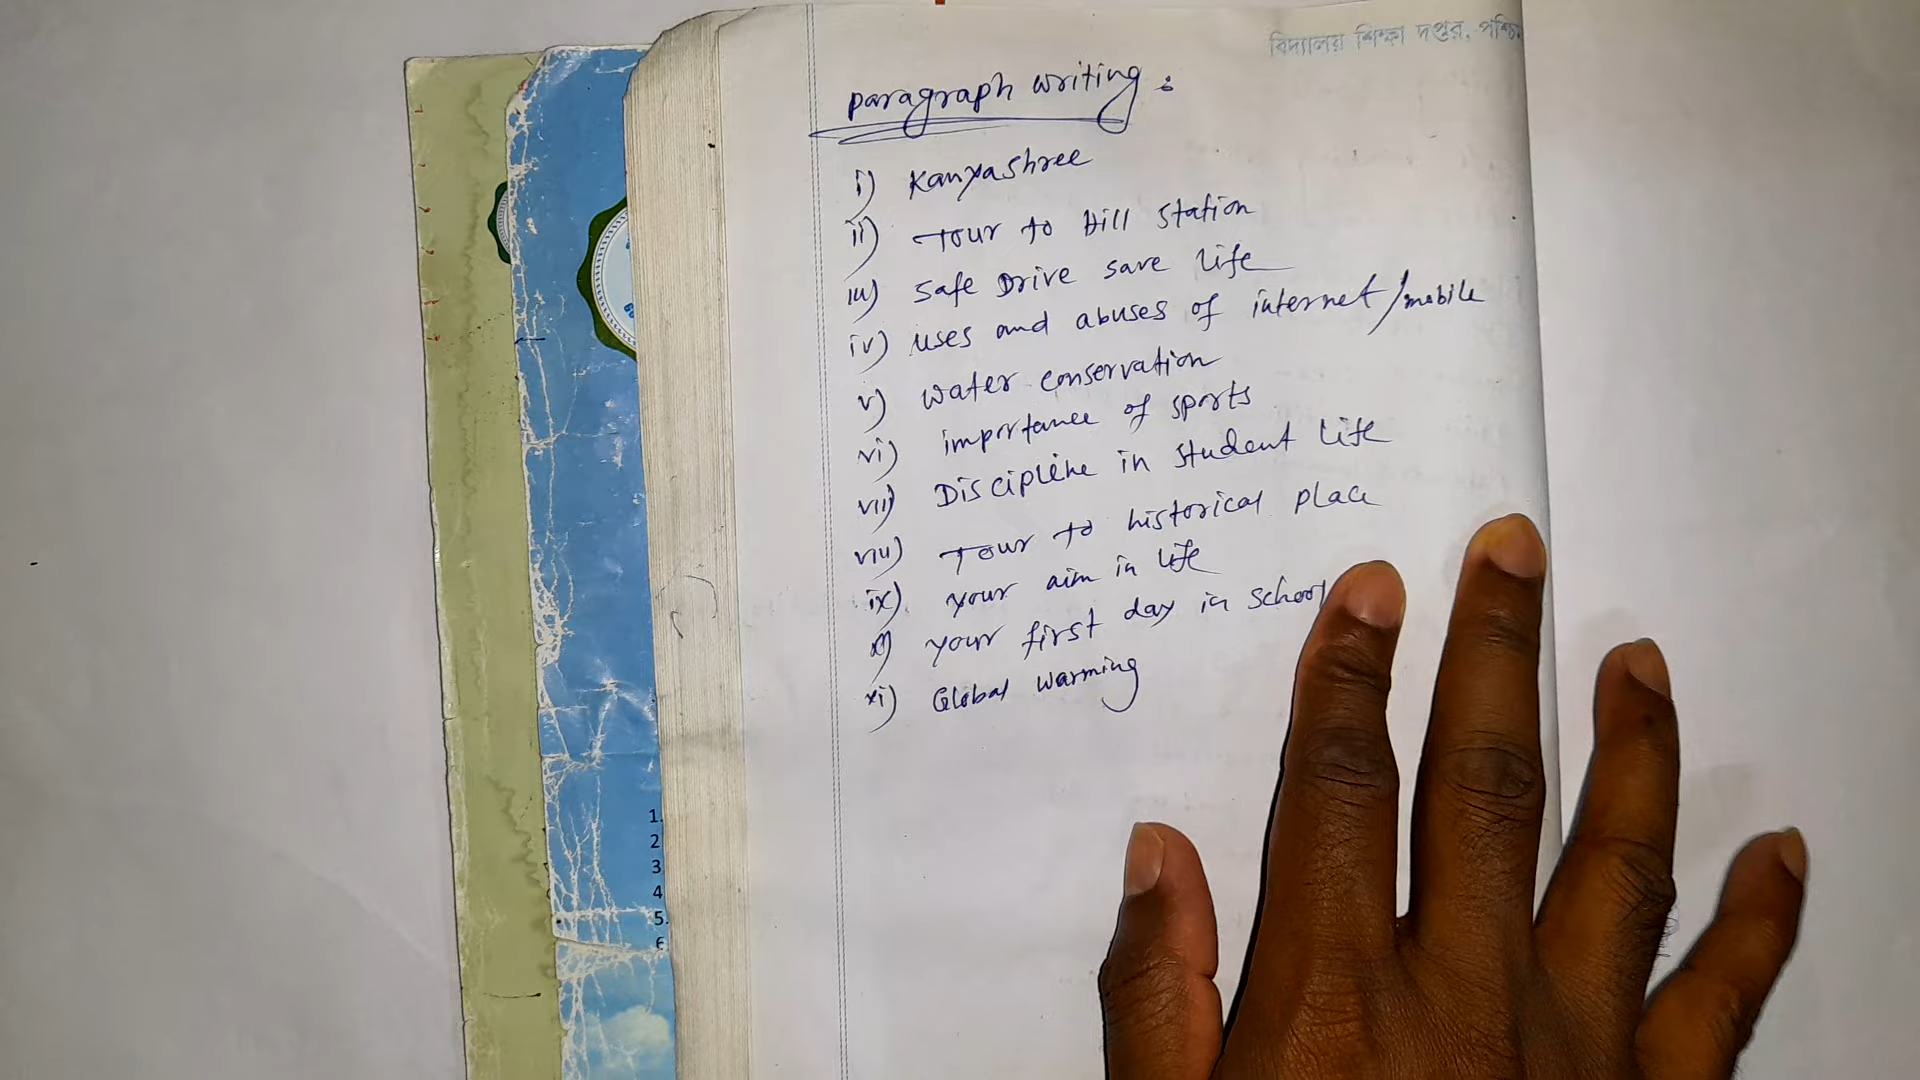 বিদ্যালয় শিক্ষা দপ্তর, পশ্চি
paragraph writing :
i) Kanyashree
ii) Tour to Hill Station
iii) Safe Drive save life
iv) uses and abuses of internet/mobile
v) water conservation
vi) importance of sports
vii) Discipline in student Life
viii) Tour to historical place
ix) your aim in life
x) your first day in school
xi) Global warming
1.
2
3
4
5.
6